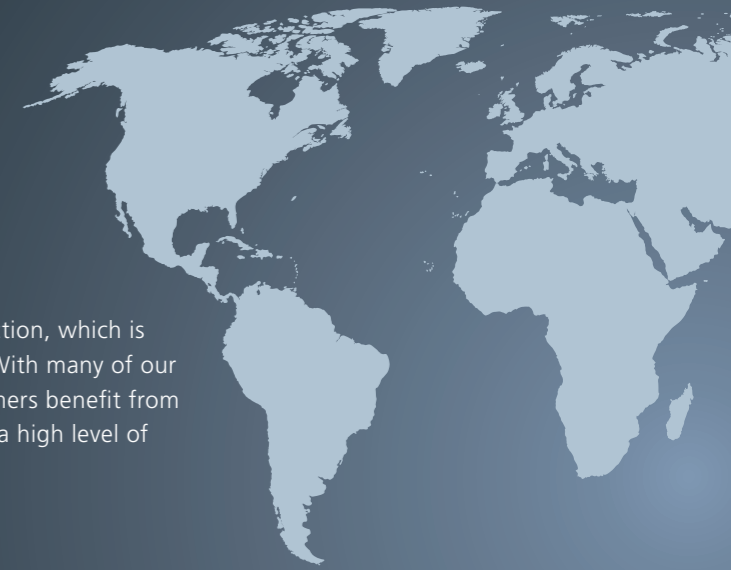 tion, which is
With many of our
ners benefit from
a high level of